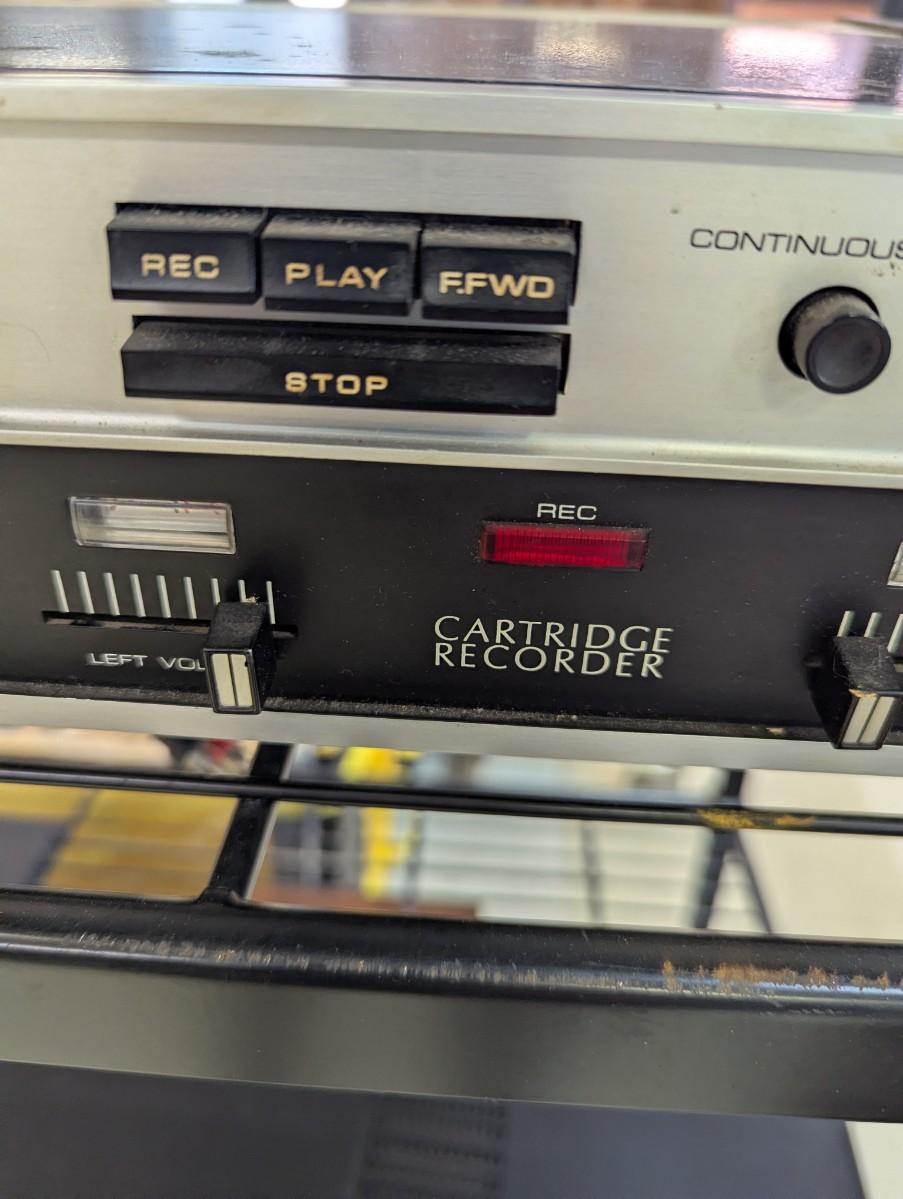 REC PLAY F.FWD
CONTINUOUS
STOP
REC
CARTRIDGE
RECORDER
LEFT VOL